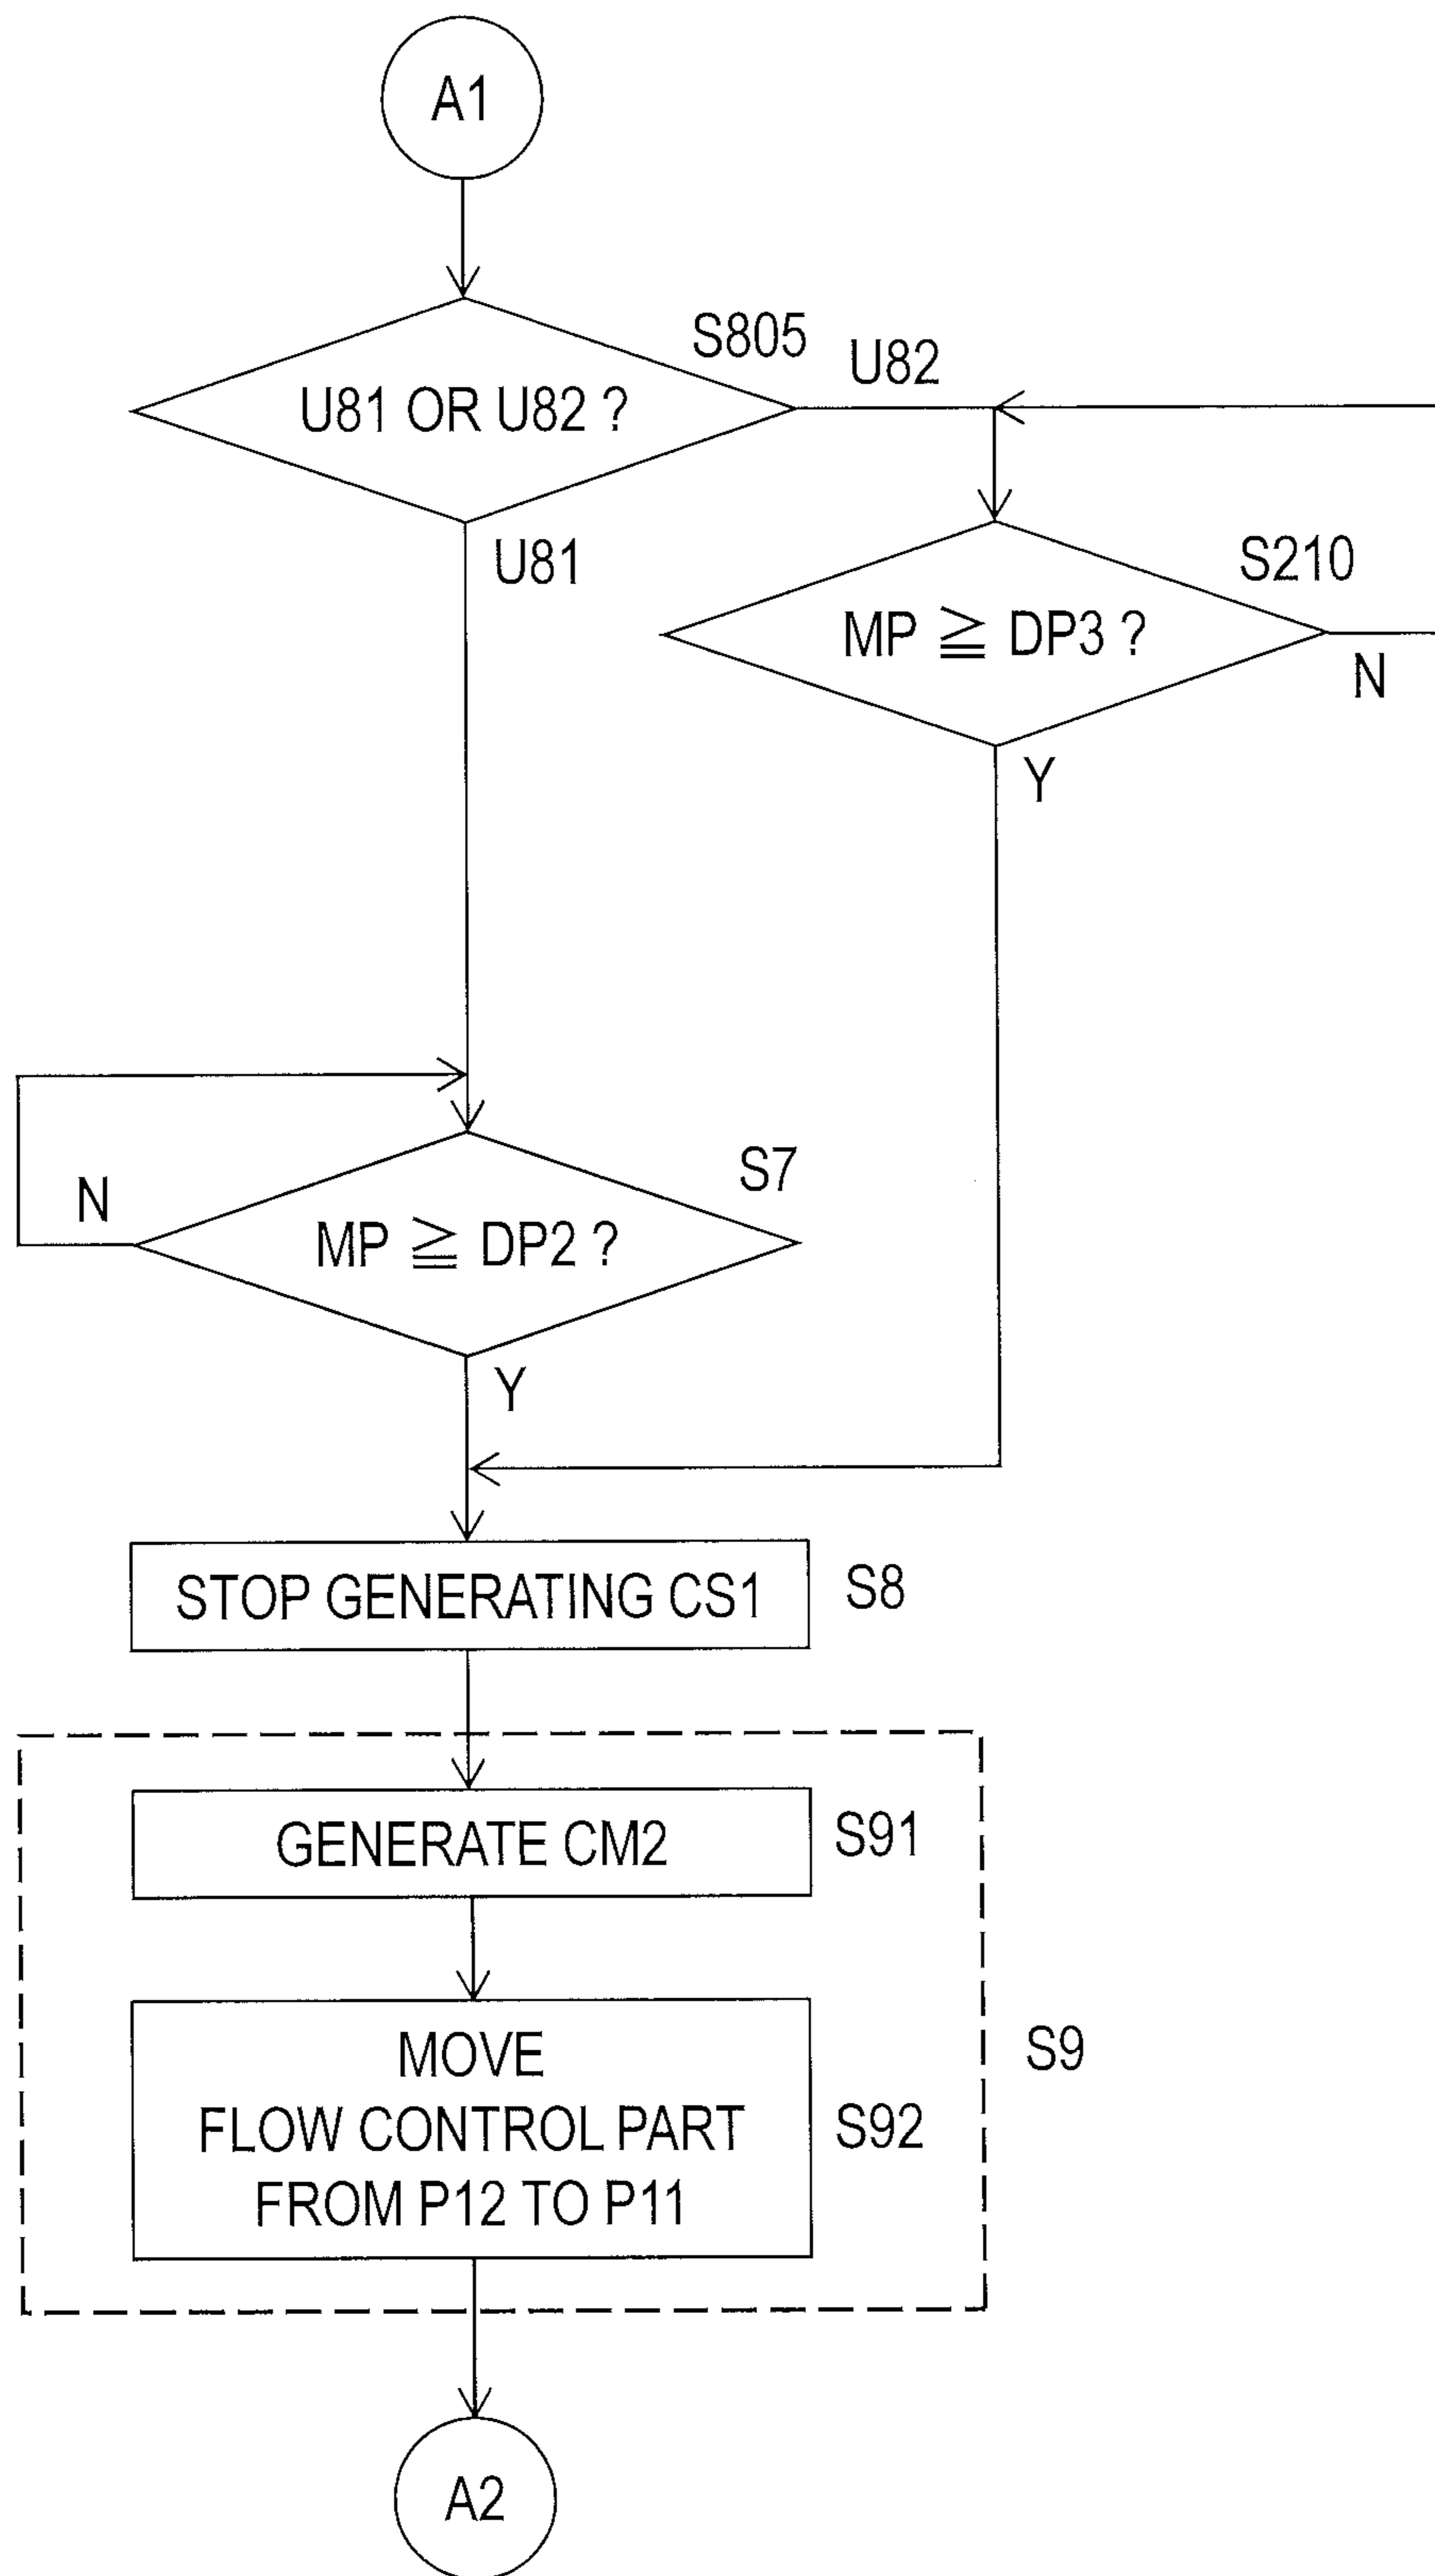 A1
S805
U82
U81 OR U82 ?
U81
S210
MP ≧ DP3 ?
N
Y
S7
N
MP ≧ DP2 ?
Y
STOP GENERATING CS1
S8
GENERATE CM2
S91
MOVE
FLOW CONTROL PART
FROM P12 TO P11
S92
S9
A2